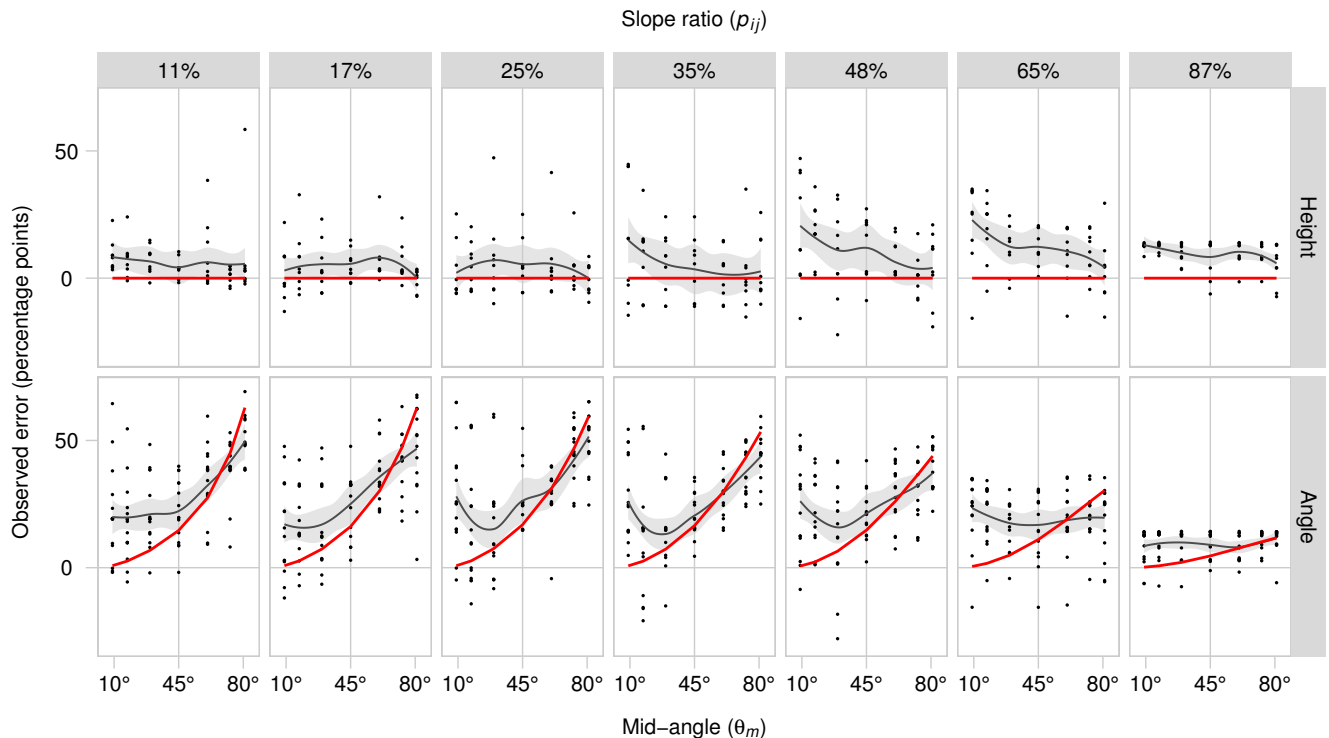 Slope ratio (pij)
11% 17% 25% 35% 48% 65% 87%
Observed error (percentage points)
50
0
Height
50
0
Angle
10° 45° 80° 10° 45° 80° 10° 45° 80° 10° 45° 80° 10° 45° 80° 10° 45° 80° 10° 45° 80°
Mid−angle (θm)